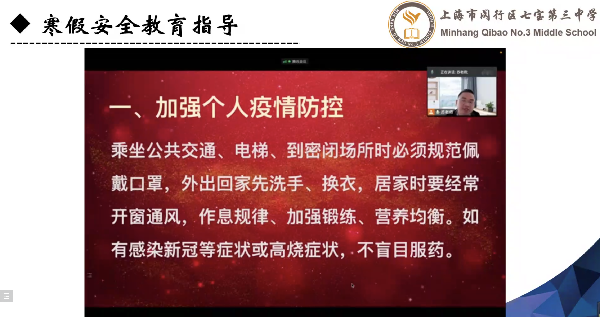 ◆ 寒假安全教育指导
上海市闵行区七宝第三中学
Minhang Qibao No.3 Middle School
一、加强个人疫情防控
乘坐公共交通、电梯、到密闭场所时必须规范佩
戴口罩，外出回家先洗手、换衣，居家时要经常
开窗通风，作息规律、加强锻练、营养均衡。如
有感染新冠等症状或高烧症状，不盲目服药。